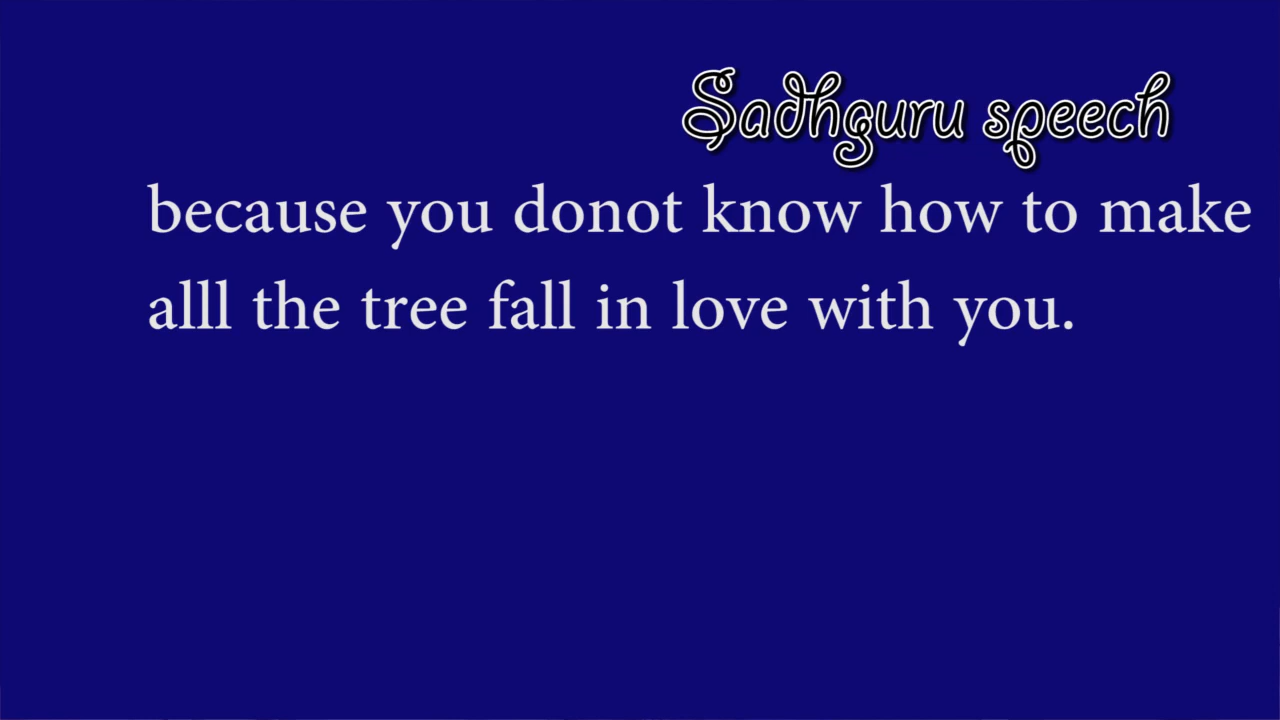 Sadhguru speech
because you donot know how to make
alll the tree fall in love with you.